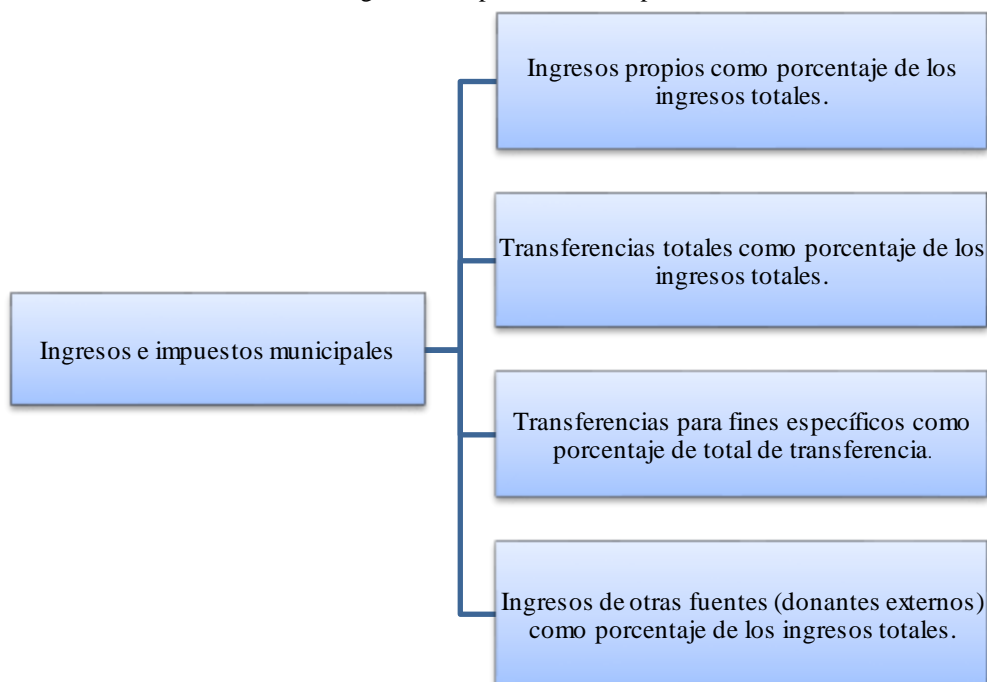 Ingresos propios como porcentaje de los
ingresos totales.
Transferencias totales como porcentaje de los
ingresos totales.
Ingresos e impuestos municipales
Transferencias para fines específicos como
porcentaje de total de transferencia.
Ingresos de otras fuentes (donantes externos)
como porcentaje de los ingresos totales.